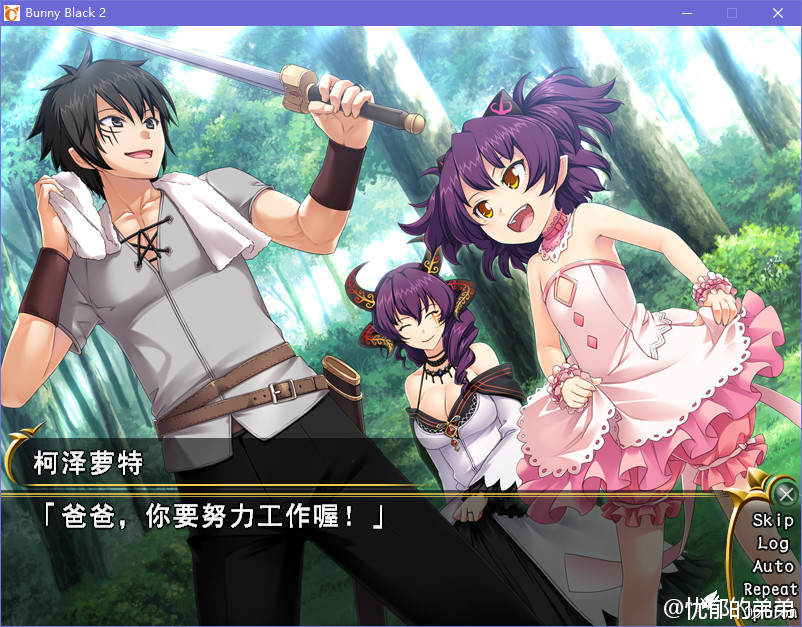 Bunny Black 2
柯泽萝特
「爸爸，你要努力工作喔！」
Skip
Log
Auto
Repeat
@忧郁的弟弟